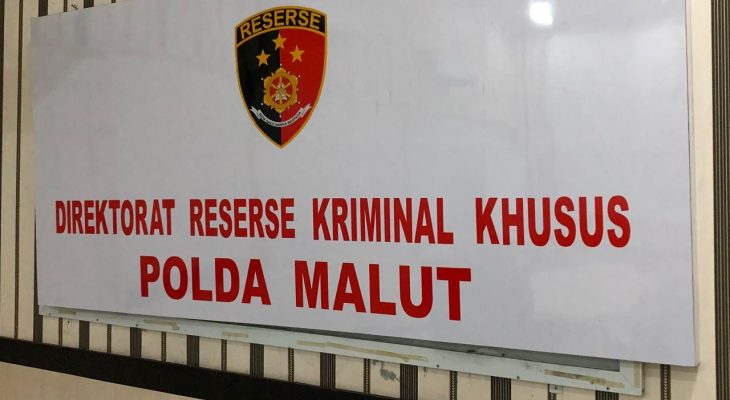 RESERSE
DIREKTORAT RESERSE KRIMINAL KHUSUS
POLDA MALUT